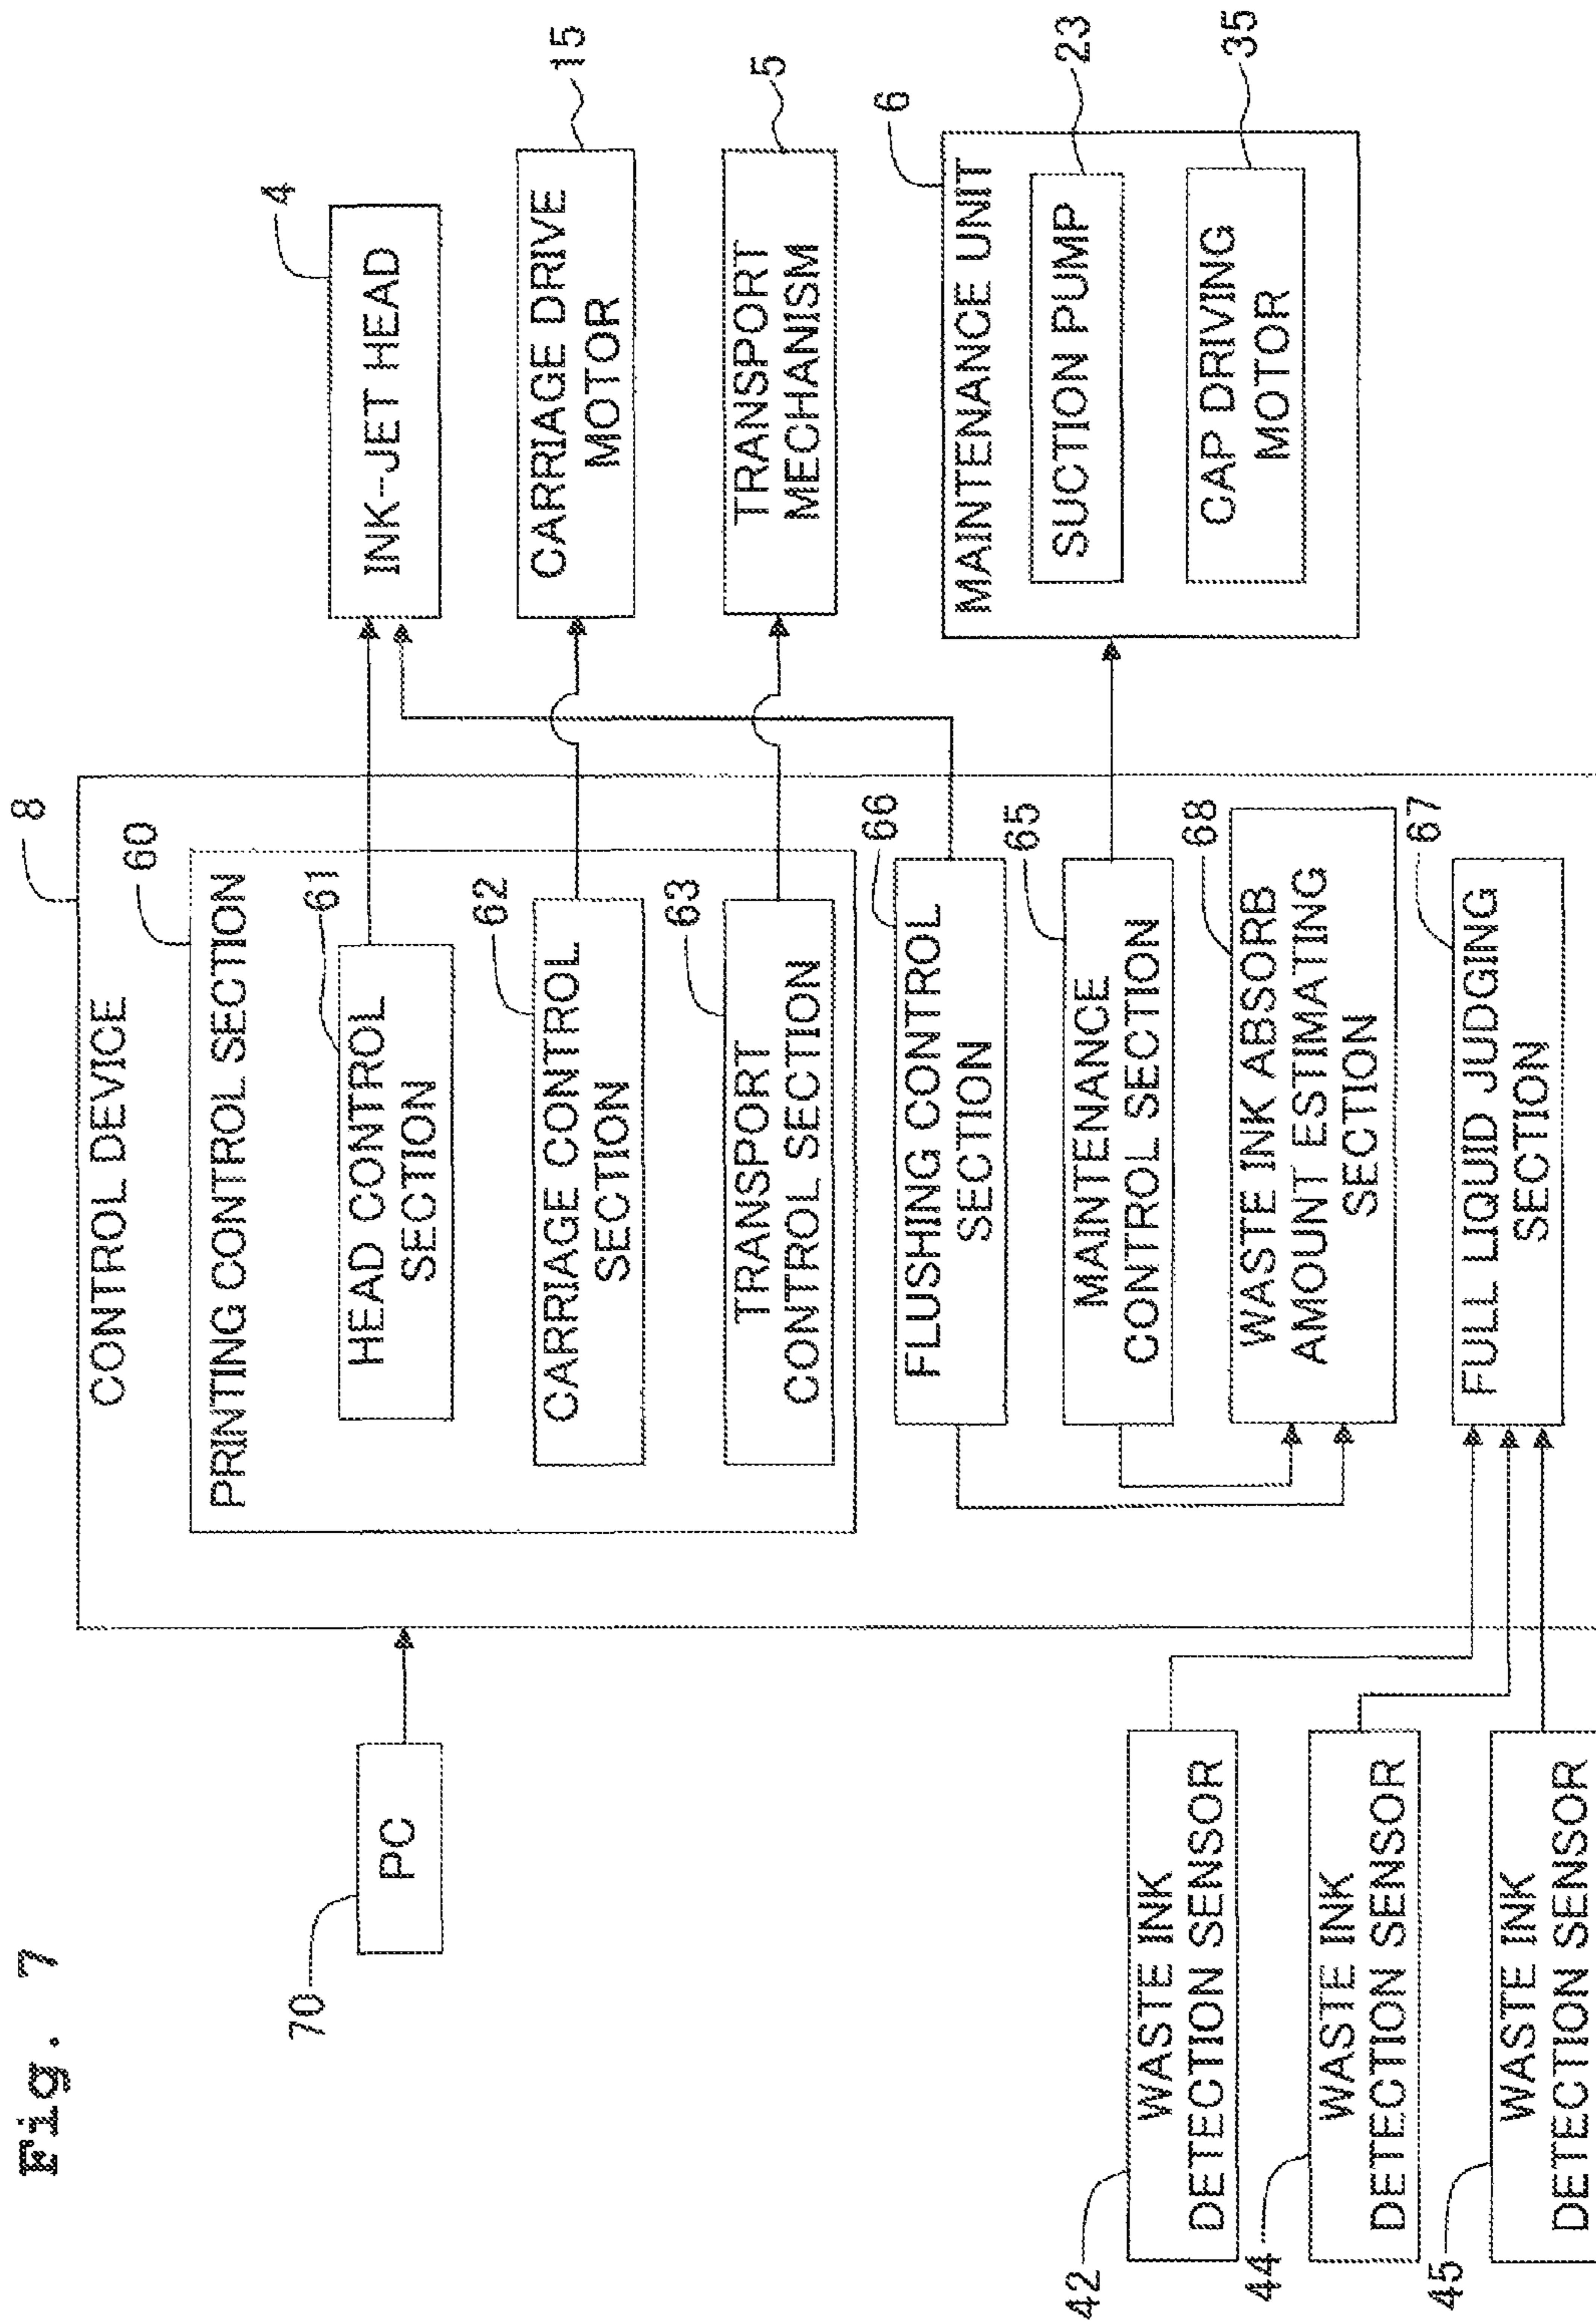 Fig. 7
70
PC
8
CONTROL DEVICE
60
PRINTING CONTROL SECTION
61
HEAD CONTROL
SECTION
62
CARRIAGE CONTROL
SECTION
63
TRANSPORT
CONTROL SECTION
66
FLUSHING CONTROL
SECTION
65
MAINTENANCE
CONTROL SECTION
68
WASTE INK ABSORB
AMOUNT ESTIMATING
SECTION
67
FULL LIQUID JUDGING
SECTION
4
INK-JET HEAD
15
CARRIAGE DRIVE
MOTOR
5
TRANSPORT
MECHANISM
6
MAINTENANCE UNIT
23
SUCTION PUMP
35
CAP DRIVING
MOTOR
42
WASTE INK
DETECTION SENSOR
44
WASTE INK
DETECTION SENSOR
45
WASTE INK
DETECTION SENSOR